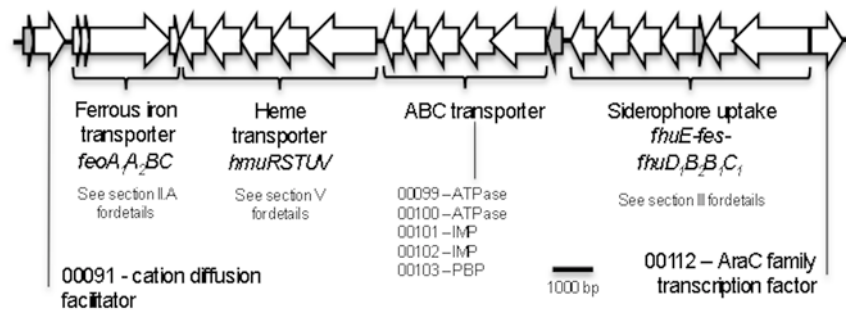 Ferrous iron
transporter
feoA₁A₂BC
See section II.A
fordetails
Heme
transporter
hmuRSTUV
See section V
fordetails
ABC transporter
00099 –ATPase
00100 –ATPase
00101 –IMP
00102 –IMP
00103 –PBP
Siderophore uptake
fhuE-fes-
fhuD₁B₂B₁C₁
See section III for details
1000 bp
00091 - cation diffusion
facilitator
00112 – AraC family
transcription factor